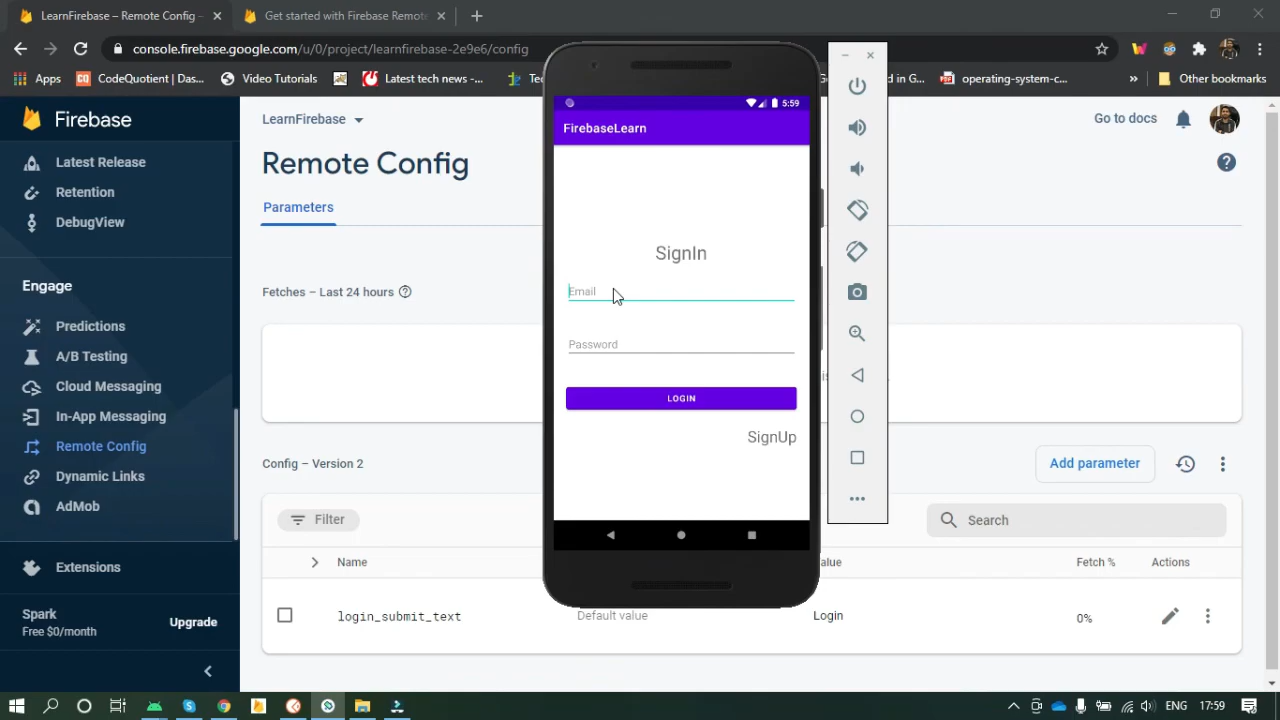 LearnFirebase – Remote Config -
Get started with Firebase Remot
console.firebase.google.com/u/0/project/learnfirebase-2e9e6/config
Apps
CodeQuotient - Do...
Video Tutorials
Latest tech news -...
operating-system-c...
Other bookmarks
Firebase
Latest Release
Retention
DebugView
Engage
Predictions
A/B Testing
Cloud Messaging
In-App Messaging
Remote Config
Dynamic Links
AdMob
Extensions
Spark
Free $0/month
Upgrade
LearnFirebase
Go to docs
Remote Config
Parameters
Fetches – Last 24 hours
Config – Version 2
Add parameter
Filter
Search
Name
Fetch %
Actions
login_submit_text
Default value
Login
0%
5:59
FirebaseLearn
SignIn
Email
Password
LOGIN
SignUp
17:59